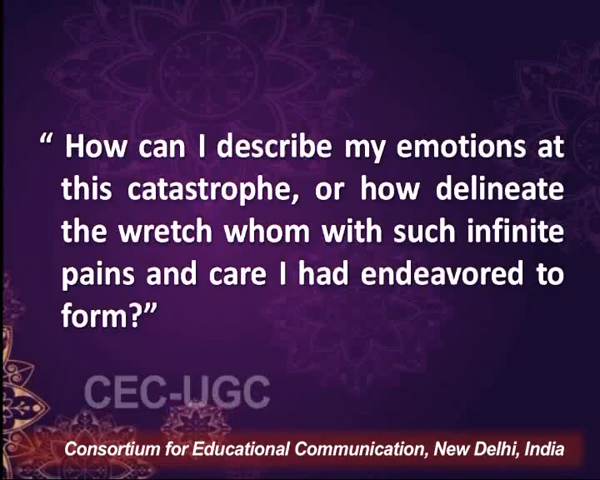 “ How can I describe my emotions at
this catastrophe, or how delineate
the wretch whom with such infinite
pains and care I had endeavored to
form?”
CEC-UGC
Consortium for Educational Communication, New Delhi, India